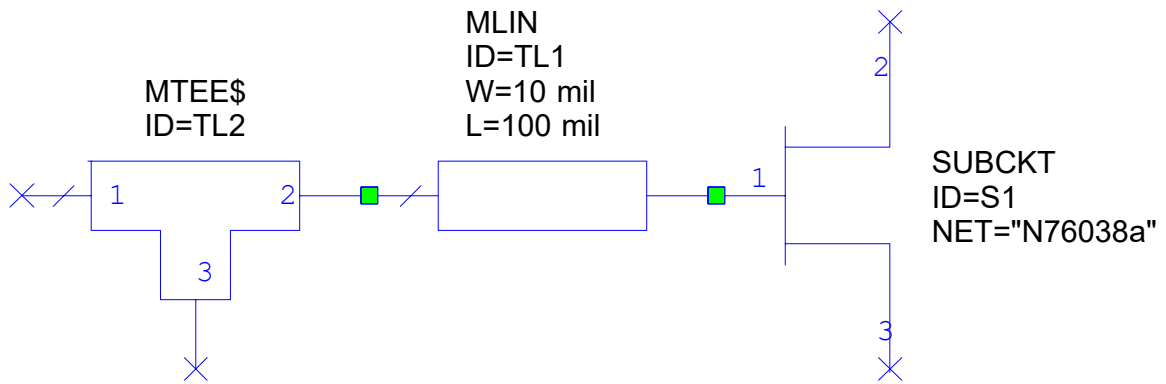 MLIN
ID=TL1
W=10 mil
L=100 mil
MTEE$
ID=TL2
SUBCKT
ID=S1
NET="N76038a"
1
2
3
1
2
3